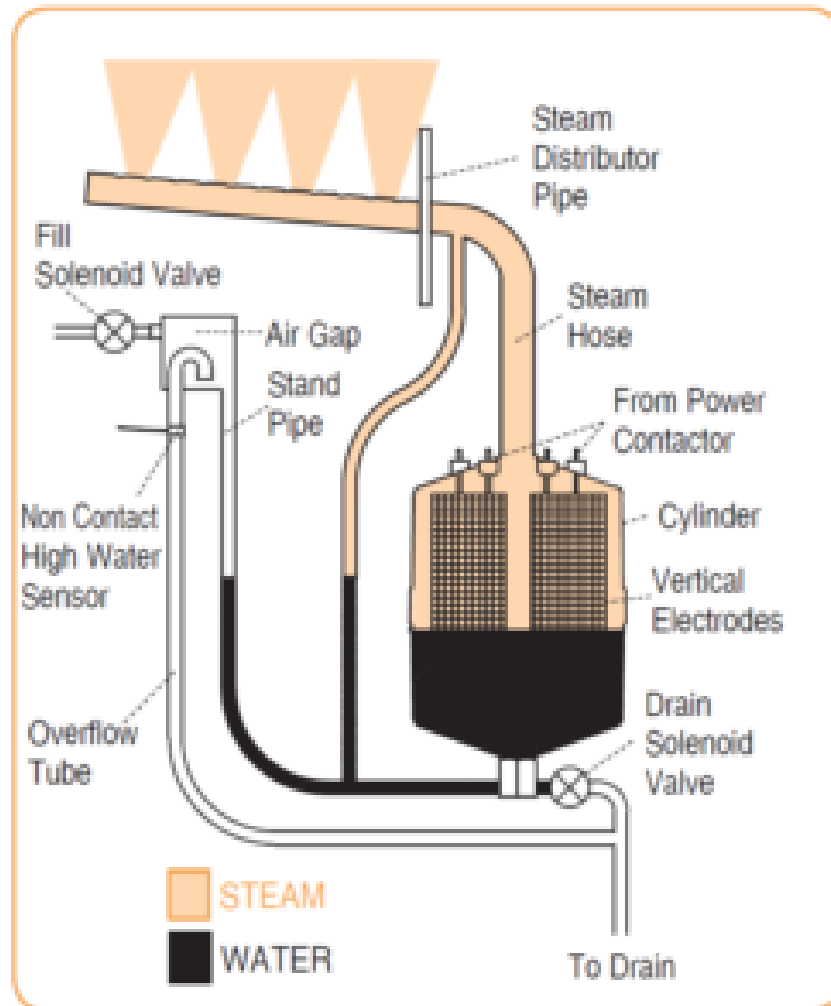 Steam
Distributor
Pipe
Fill
Solenoid Valve
Air Gap
Steam
Hose
Stand
Pipe
From Power
Contactor
Non Contact
High Water
Sensor
Cylinder
Vertical
Electrodes
Overflow
Tube
Drain
Solenoid
Valve
STEAM
WATER
To Drain